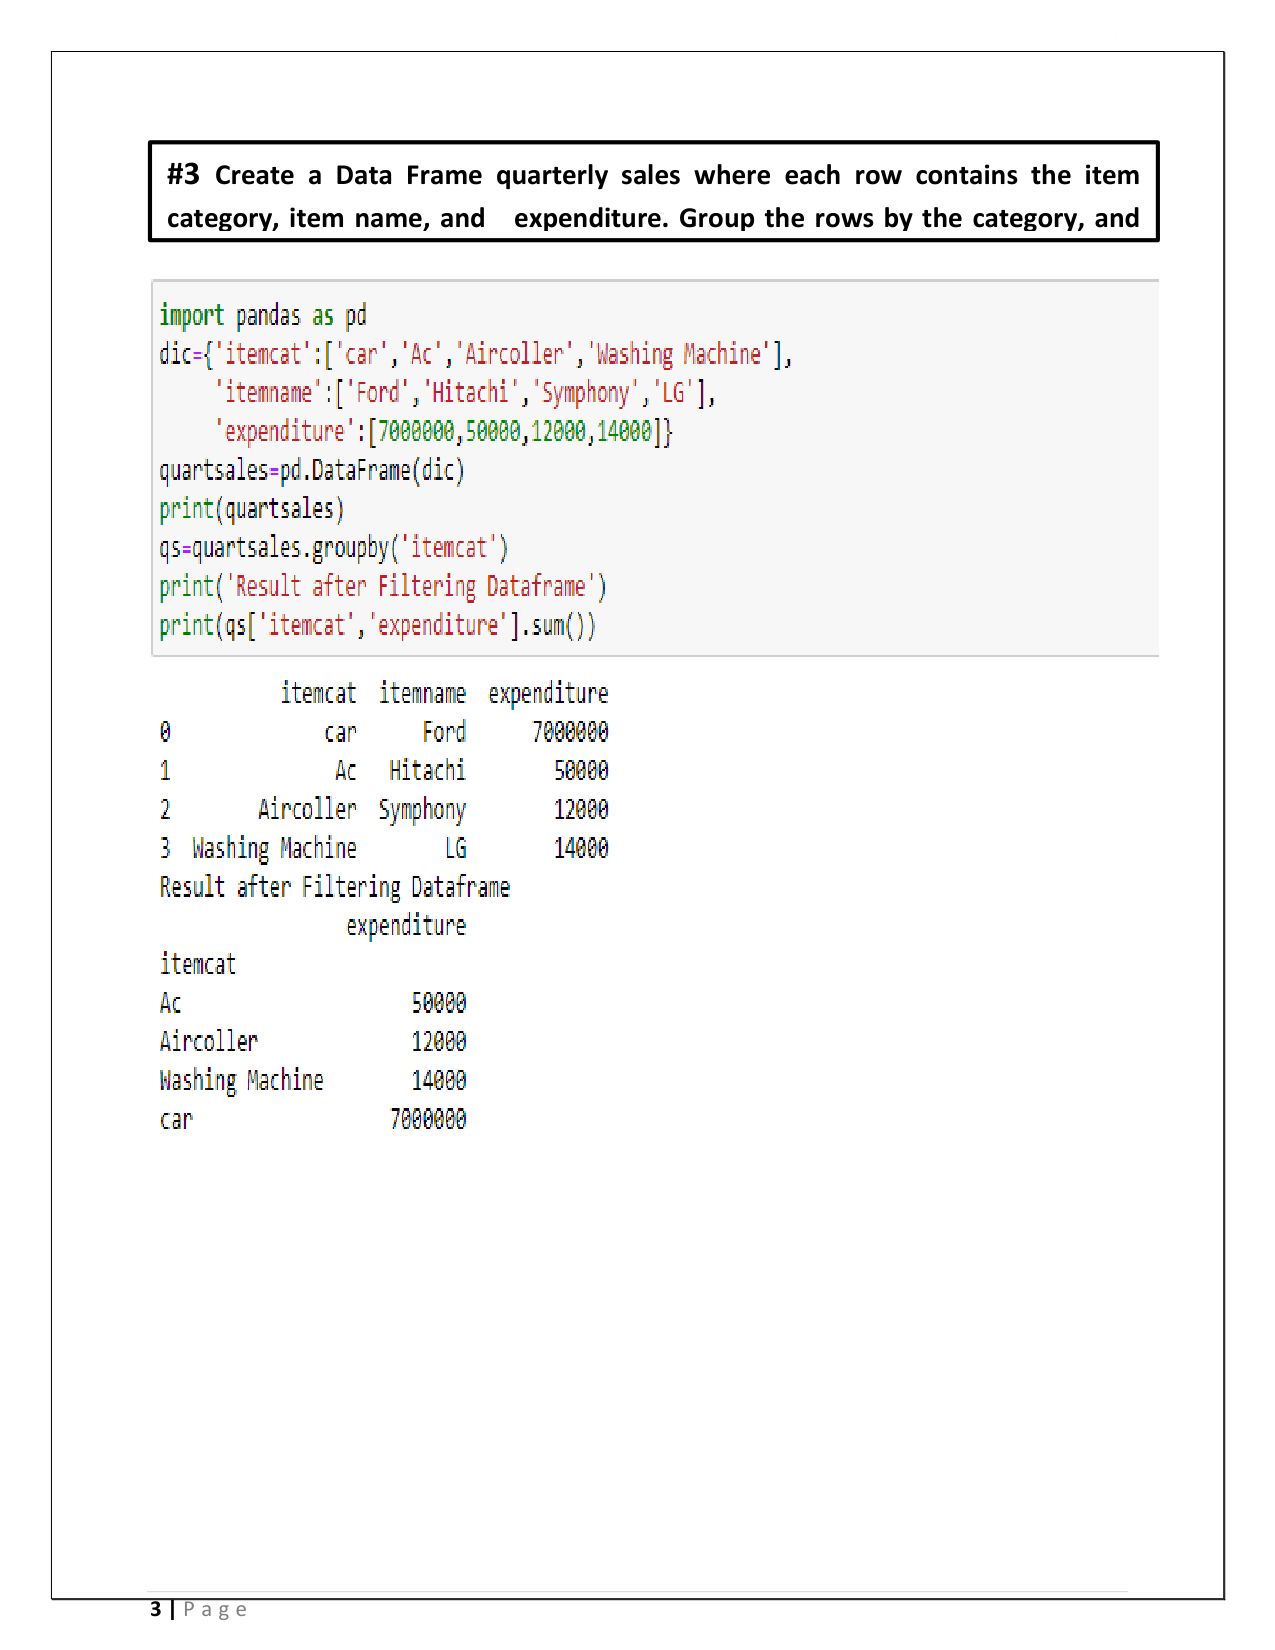 #3 Create a Data Frame quarterly sales where each row contains the item
category, item name, and expenditure. Group the rows by the category, and
import pandas as pd
dic={'itemcat':['car','Ac','Aircoller','Washing Machine'],
'itemname':['Ford','Hitachi','Symphony','LG'],
'expenditure':[7000000,50000,12000,14000]}
quartsales=pd.DataFrame(dic)
print(quartsales)
qs=quartsales.groupby('itemcat')
print('Result after Filtering Dataframe')
print(qs['itemcat','expenditure'].sum())
itemcat itemname expenditure
0 car Ford 7000000
1 Ac Hitachi 50000
2 Aircoller Symphony 12000
3 Washing Machine LG 14000
Result after Filtering Dataframe
expenditure
itemcat
Ac 50000
Aircoller 12000
Washing Machine 14000
car 7000000
3 | Page